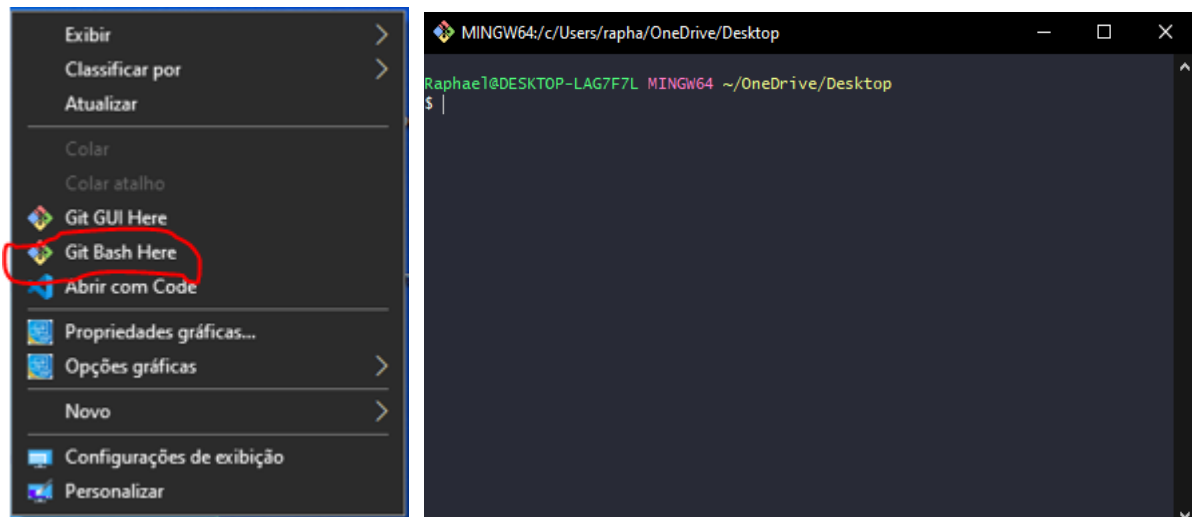 Exibir
Classificar por
Atualizar
Colar
Colar atalho
Git GUI Here
Git Bash Here
Abrir com Code
Propriedades gráficas...
Opções gráficas
Novo
Configurações de exibição
Personalizar
MINGW64:/c/Users/rapha/OneDrive/Desktop
Raphael@DESKTOP-LAG7F7L MINGW64 ~/OneDrive/Desktop
$